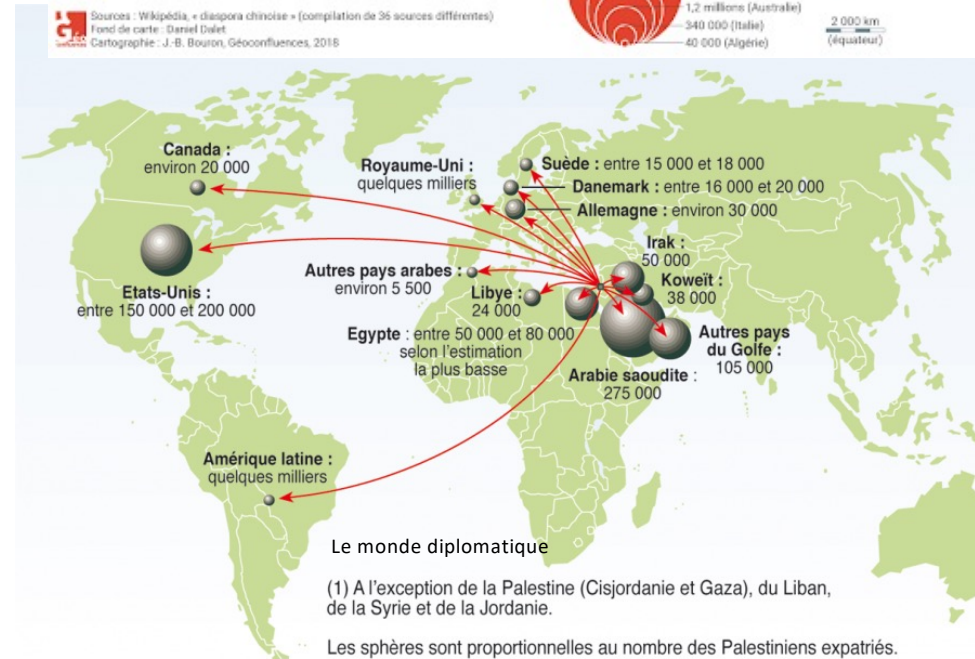 Sources : Wikipédia, « diaspora chinoise » (compilation de 36 sources différentes)
Fond de carte : Daniel Dalet
Cartographie : J.-B. Bouron, Géoconfluences, 2018
1,2 millions (Australie)
340 000 (Italie)
40 000 (Algérie)
2 000 km
(équateur)
Canada :
environ 20 000
Royaume-Uni :
quelques milliers
Suède : entre 15 000 et 18 000
Danemark : entre 16 000 et 20 000
Allemagne : environ 30 000
Irak :
50 000
Koweït :
38 000
Autres pays arabes :
environ 5 500
Libye :
24 000
Etats-Unis :
entre 150 000 et 200 000
Egypte : entre 50 000 et 80 000
selon l'estimation
la plus basse
Autres pays
du Golfe :
105 000
Arabie saoudite :
275 000
Amérique latine :
quelques milliers
Le monde diplomatique
(1) A l'exception de la Palestine (Cisjordanie et Gaza), du Liban,
de la Syrie et de la Jordanie.
Les sphères sont proportionnelles au nombre des Palestiniens expatriés.